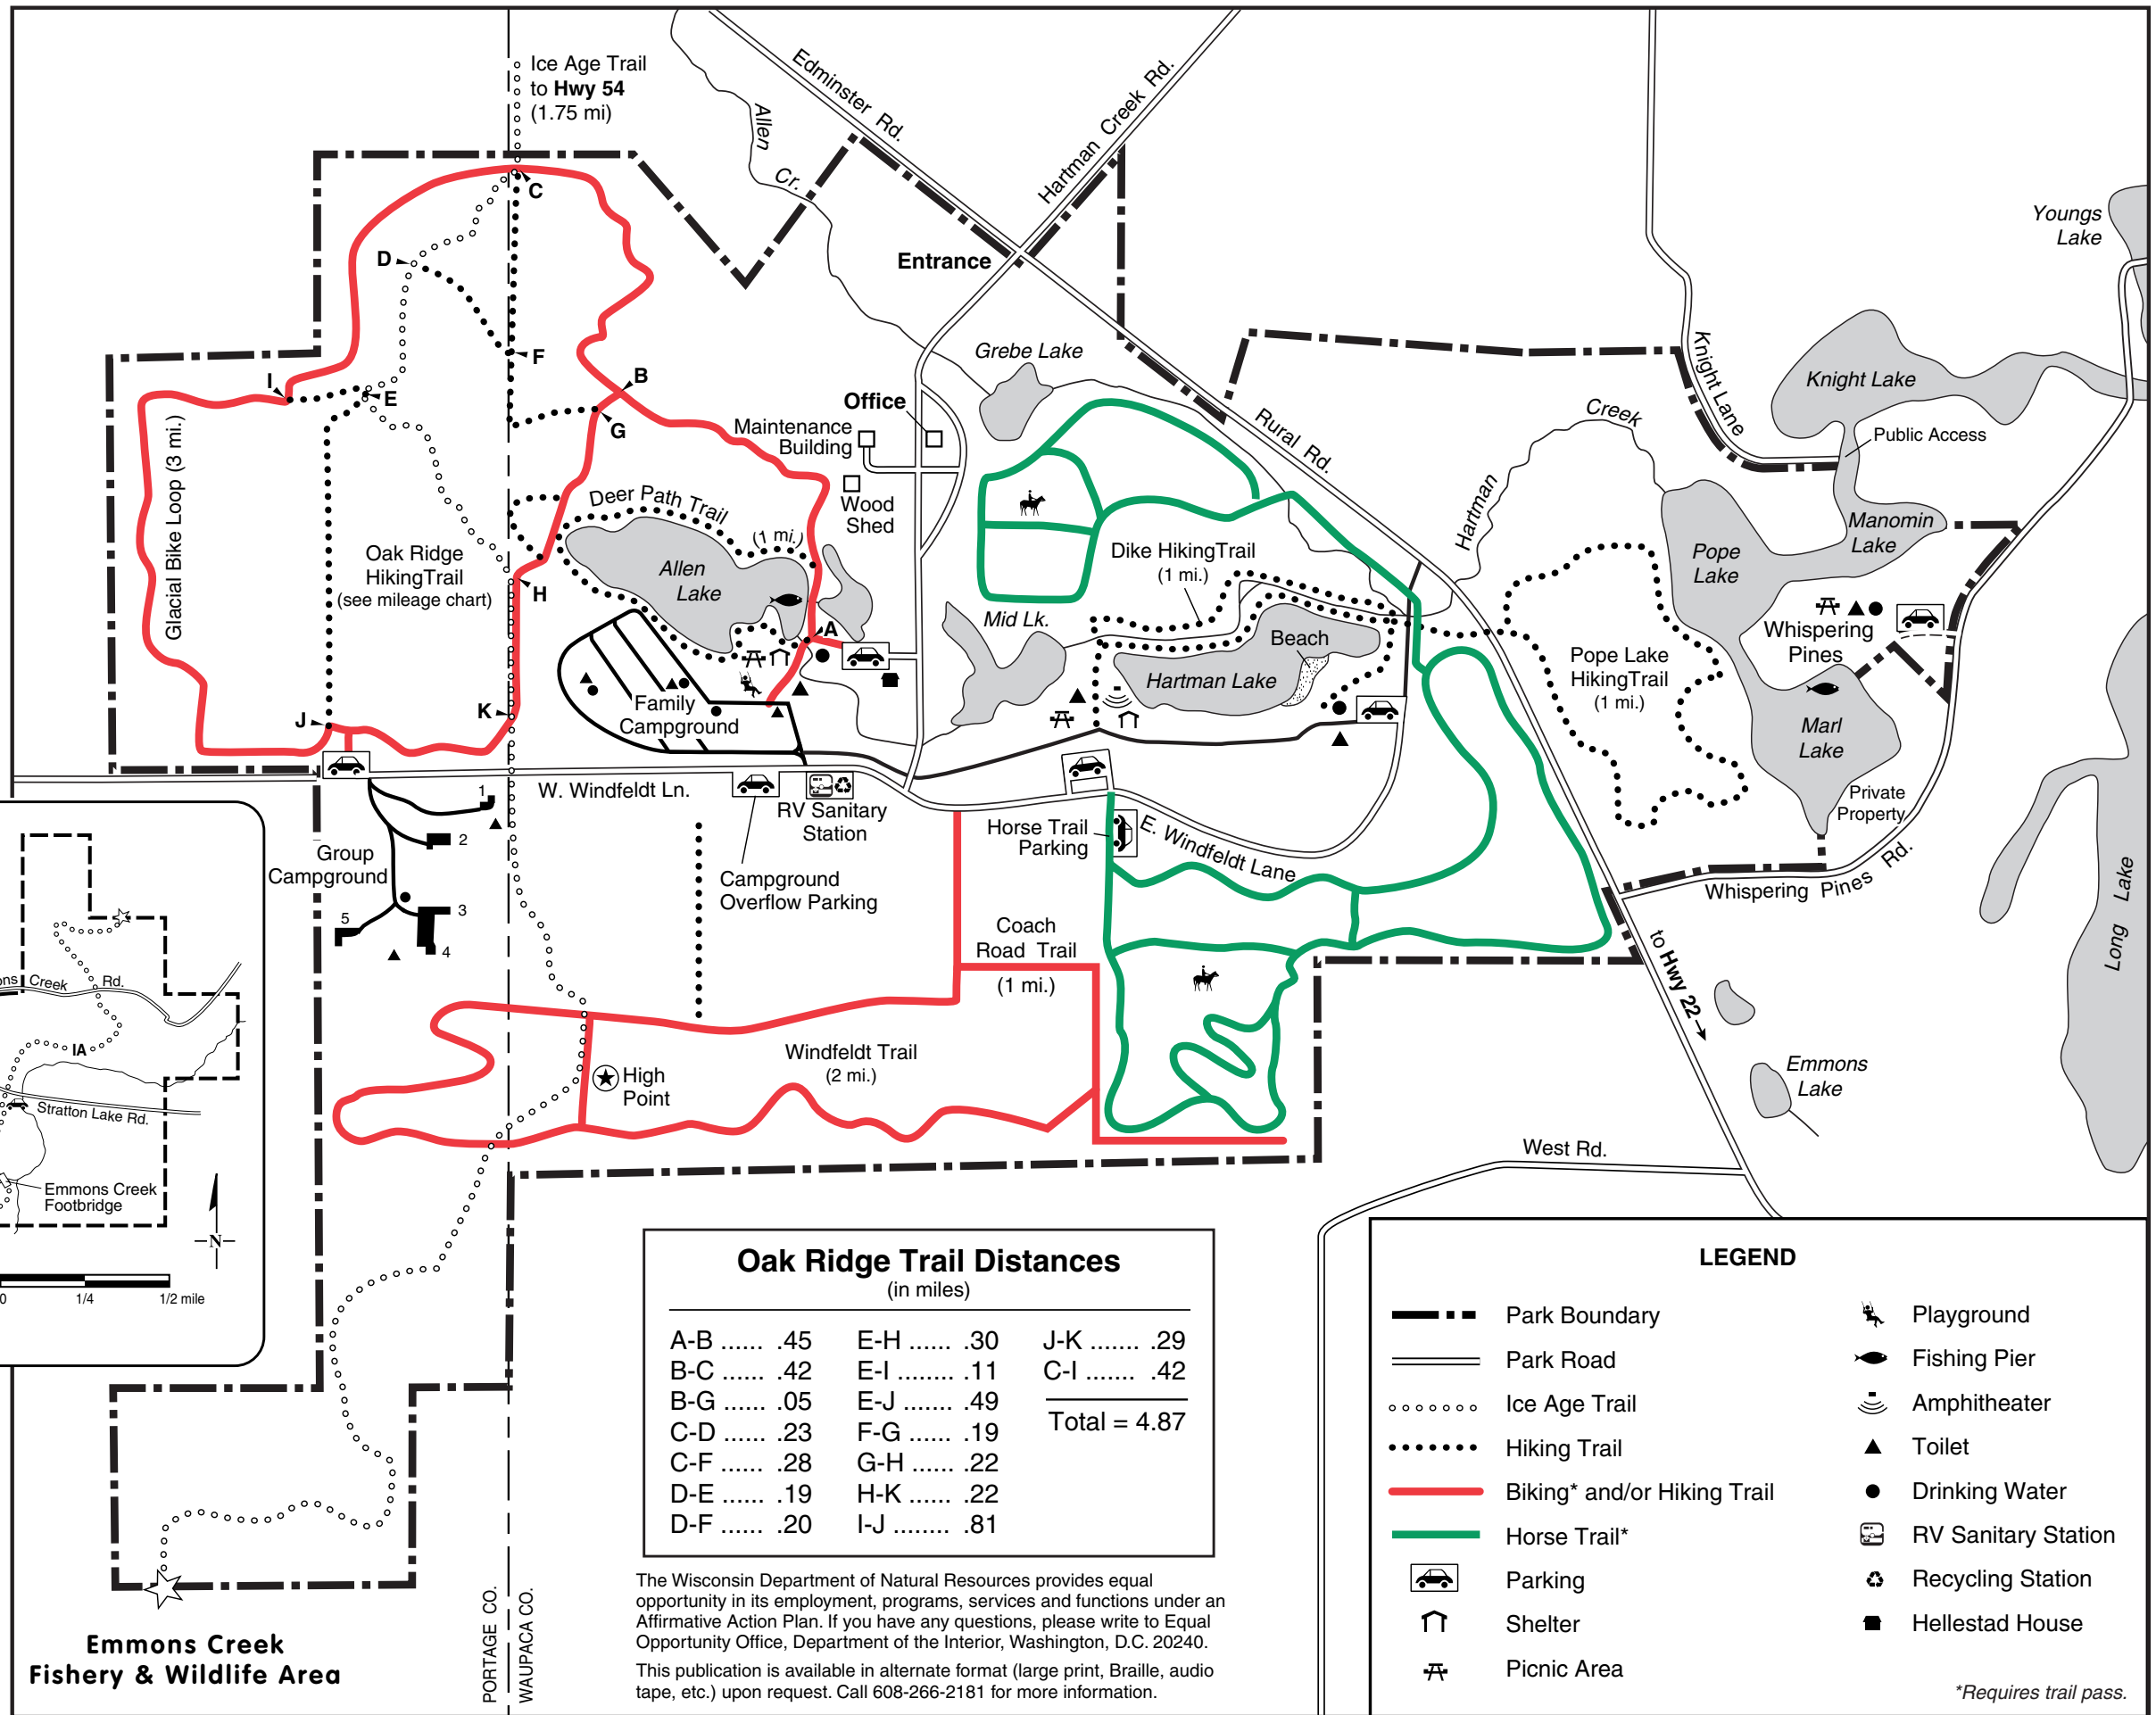 Ice Age Trail
to Hwy 54
(1.75 mi)
Edminster Rd.
Hartman Creek Rd.
Allen
Cr.
Entrance
Youngs
Lake
C
D
F
I
E
B
G
Grebe Lake
Office
Maintenance
Building
Wood
Shed
Rural Rd.
Creek
Hartman
Knight Lane
Knight Lake
Public Access
Manomin
Lake
Pope
Lake
Glacial Bike Loop (3 mi.)
Oak Ridge
HikingTrail
(see mileage chart)
Deer Path Trail
(1 mi.)
Allen
Lake
H
A
Dike HikingTrail
(1 mi.)
Mid Lk.
Beach
Hartman Lake
Pope Lake
HikingTrail
(1 mi.)
Whispering
Pines
Marl
Lake
Private
Property
J
K
Family
Campground
W. Windfeldt Ln.
RV Sanitary
Station
Horse Trail
Parking
E. Windfeldt Lane
Whispering Pines Rd.
Long Lake
1
2
Group
Campground
3
5
4
Campground
Overflow Parking
Coach
Road Trail
(1 mi.)
to Hwy 22
Emmons
Lake
Windfeldt Trail
(2 mi.)
High
Point
West Rd.
ons Creek Rd.
IA
Stratton Lake Rd.
Emmons Creek
Footbridge
N
0 1/4 1/2 mile
Oak Ridge Trail Distances
(in miles)
A-B ...... .45 E-H ...... .30 J-K ....... .29
B-C ...... .42 E-I ........ .11 C-I ....... .42
B-G ...... .05 E-J ....... .49
C-D ...... .23 F-G ...... .19 Total = 4.87
C-F ...... .28 G-H ...... .22
D-E ...... .19 H-K ...... .22
D-F ...... .20 I-J ........ .81
The Wisconsin Department of Natural Resources provides equal
opportunity in its employment, programs, services and functions under an
Affirmative Action Plan. If you have any questions, please write to Equal
Opportunity Office, Department of the Interior, Washington, D.C. 20240.
This publication is available in alternate format (large print, Braille, audio
tape, etc.) upon request. Call 608-266-2181 for more information.
PORTAGE CO.
WAUPACA CO.
Emmons Creek
Fishery & Wildlife Area
LEGEND
Park Boundary
Park Road
Ice Age Trail
Hiking Trail
Biking* and/or Hiking Trail
Horse Trail*
Parking
Shelter
Picnic Area
Playground
Fishing Pier
Amphitheater
Toilet
Drinking Water
RV Sanitary Station
Recycling Station
Hellestad House
*Requires trail pass.